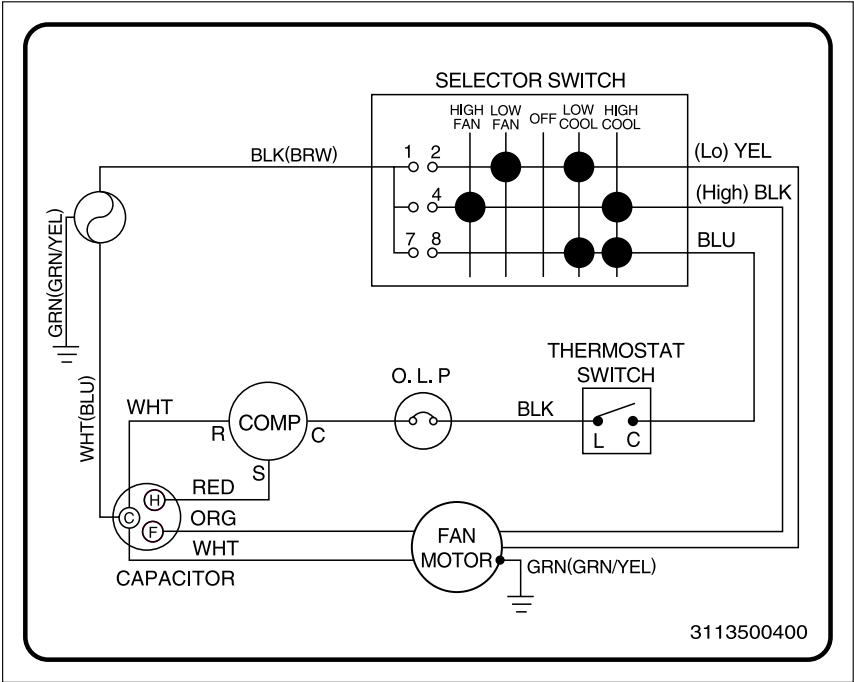 SELECTOR SWITCH
HIGH FAN
LOW FAN
OFF
LOW COOL
HIGH COOL
BLK(BRW)
1 2
(Lo) YEL
4
(High) BLK
7 8
BLU
GRN(GRN/YEL)
WHT(BLU)
THERMOSTAT
SWITCH
O. L. P
WHT
R
COMP
C
BLK
L C
S
RED
H
C
ORG
F
WHT
CAPACITOR
FAN
MOTOR
GRN(GRN/YEL)
3113500400